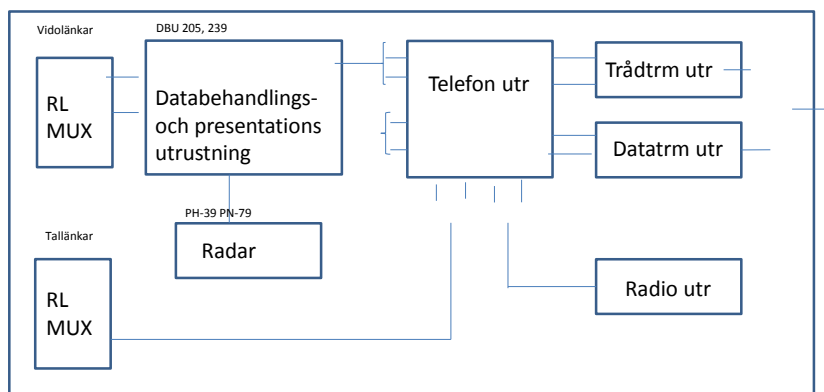 Vidolänkar
DBU 205, 239
RL
MUX
Databehandlings-
och presentations
utrustning
Telefon utr
Trådtrm utr
Datatrm utr
PH-39 PN-79
Radar
Tallänkar
RL
MUX
Radio utr